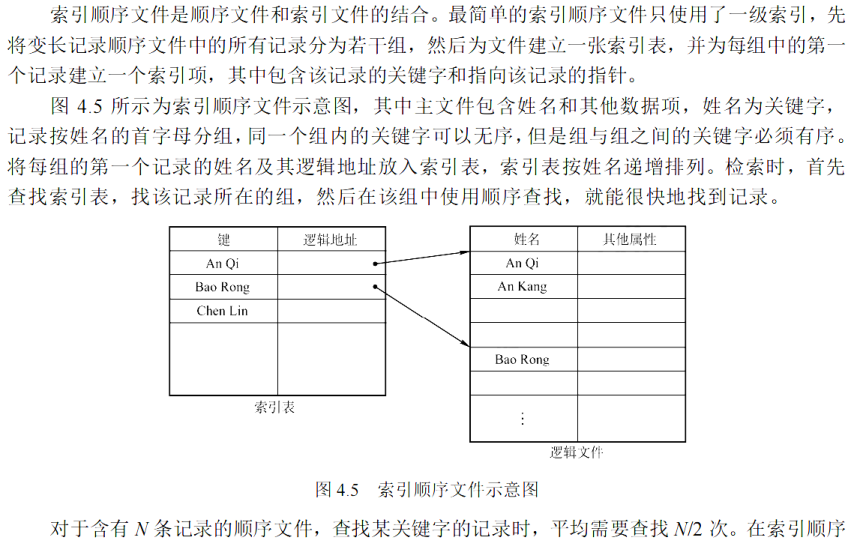 索引顺序文件是顺序文件和索引文件的结合。最简单的索引顺序文件只使用了一级索引，先
将变长记录顺序文件中的所有记录分为若干组，然后为文件建立一张索引表，并为每组中的第一
个记录建立一个索引项，其中包含该记录的关键字和指向该记录的指针。
图 4.5 所示为索引顺序文件示意图，其中主文件包含姓名和其他数据项，姓名为关键字，
记录按姓名的首字母分组，同一个组内的关键字可以无序，但是组与组之间的关键字必须有序。
将每组的第一个记录的姓名及其逻辑地址放入索引表，索引表按姓名递增排列。检索时，首先
查找索引表，找该记录所在的组，然后在该组中使用顺序查找，就能很快地找到记录。
键 逻辑地址
An Qi
Bao Rong
Chen Lin
索引表
姓名 其他属性
An Qi
An Kang
Bao Rong
⋮
逻辑文件
图 4.5 索引顺序文件示意图
对于含有 N 条记录的顺序文件，查找某关键字的记录时，平均需要查找 N/2 次。在索引顺序